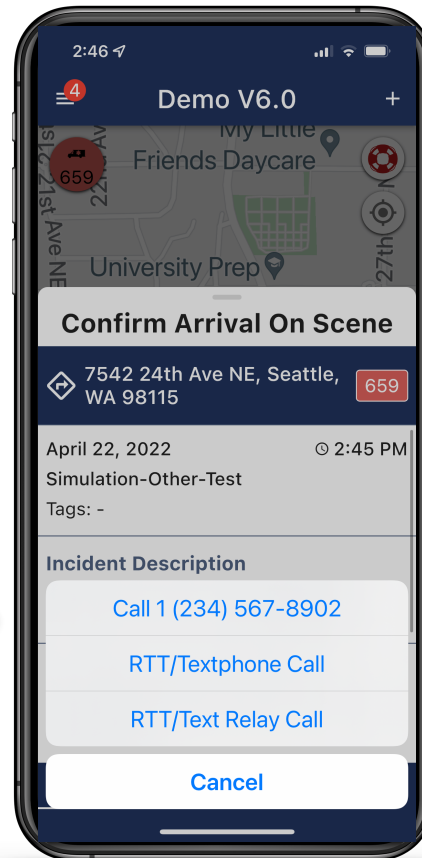 2:46
4
Demo V6.0
+
My Little
Friends Daycare
659
22nd Av
21st Ave NE
27th
University Prep
Confirm Arrival On Scene
7542 24th Ave NE, Seattle,
WA 98115
659
April 22, 2022
2:45 PM
Simulation-Other-Test
Tags: -
Incident Description
Call 1 (234) 567-8902
RTT/Textphone Call
RTT/Text Relay Call
Cancel